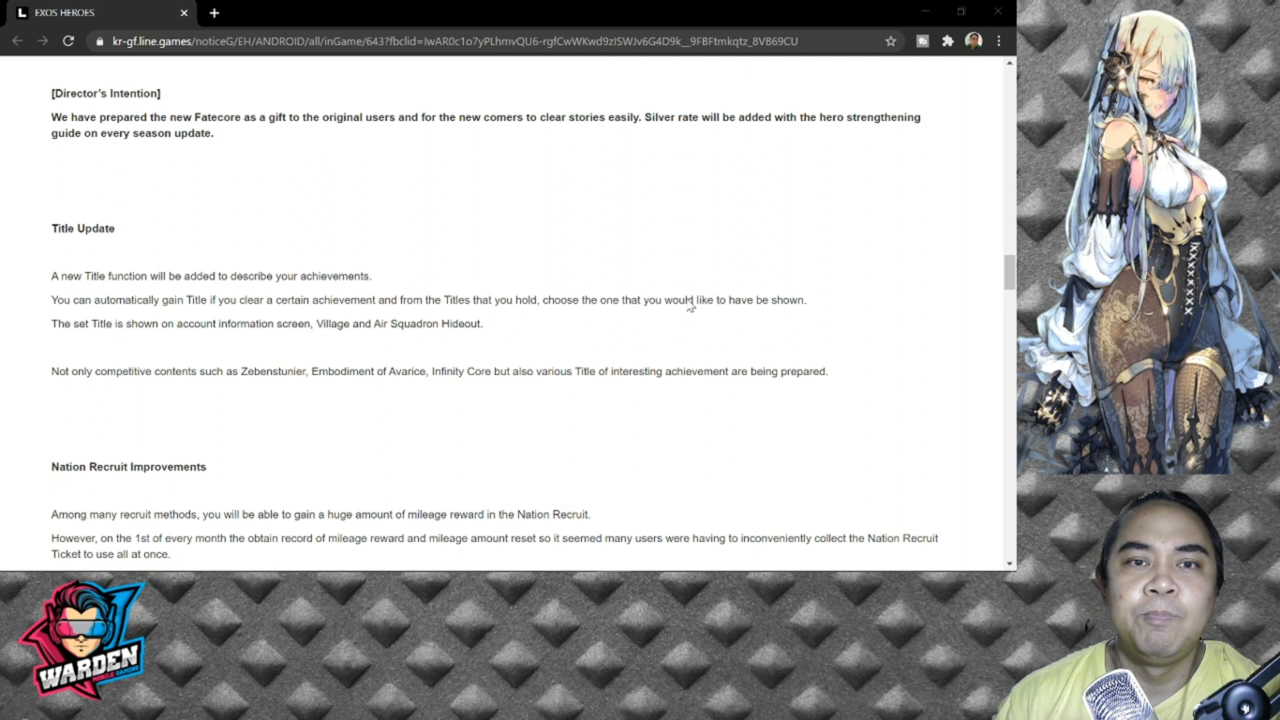 EXOS HEROES
kr-gf.line.games/noticeG/EH/ANDROID/all/inGame/643?fbclid=IwAR0c1o7yPLhmvQU6-rgfCwWKwd9zISWJv6G4D9k__9FBFtmkqtz_8VB69CU
[Director's Intention]
We have prepared the new Fatecore as a gift to the original users and for the new comers to clear stories easily. Silver rate will be added with the hero strengthening
guide on every season update.
Title Update
A new Title function will be added to describe your achievements.
You can automatically gain Title if you clear a certain achievement and from the Titles that you hold, choose the one that you would like to have be shown.
The set Title is shown on account information screen, Village and Air Squadron Hideout.
Not only competitive contents such as Zebenstunier, Embodiment of Avarice, Infinity Core but also various Title of interesting achievement are being prepared.
Nation Recruit Improvements
Among many recruit methods, you will be able to gain a huge amount of mileage reward in the Nation Recruit.
However, on the 1st of every month the obtain record of mileage reward and mileage amount reset so it seemed many users were having to inconveniently collect the Nation Recruit
Ticket to use all at once.
WARDEN
MOBILE GAMING